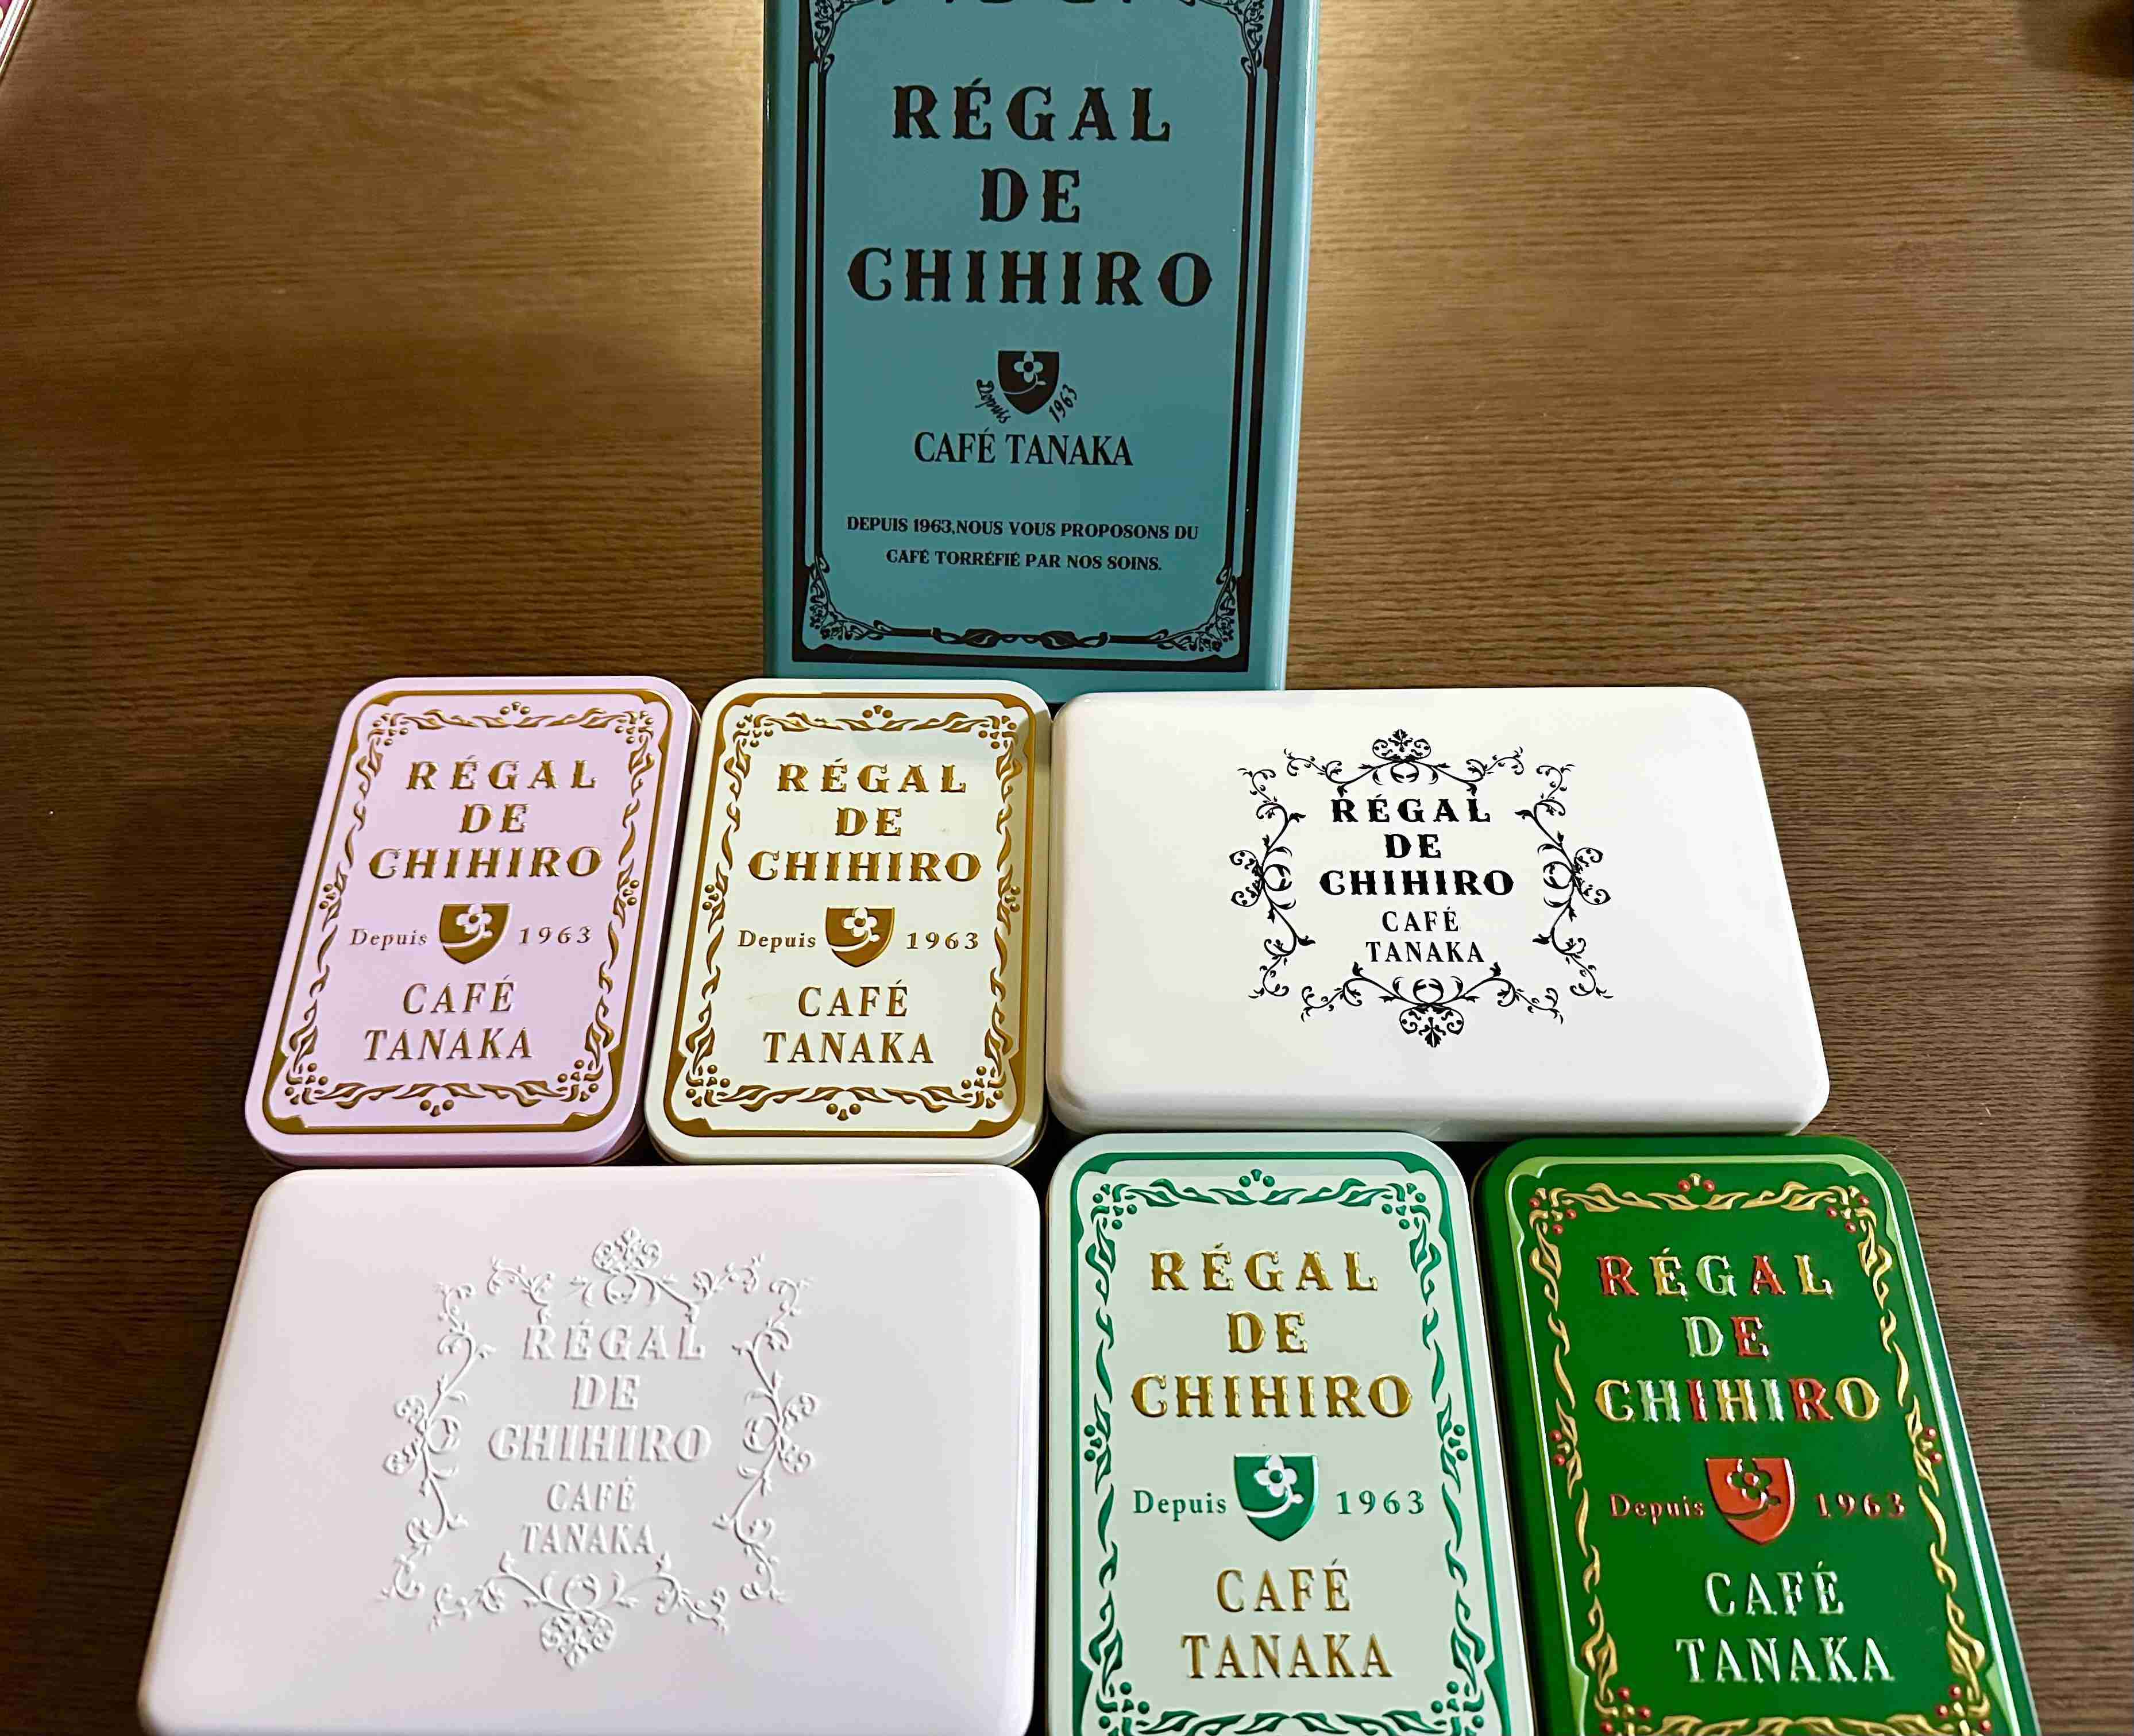 RÉGAL
DE
CHIHIRO
Depuis 1963
CAFÉ TANAKA
DEPUIS 1963,NOUS VOUS PROPOSONS DU
CAFÉ TORRÉFIÉ PAR NOS SOINS.
RÉGAL
DE
CHIHIRO
Depuis 1963
CAFÉ
TANAKA
RÉGAL
DE
CHIHIRO
Depuis 1963
CAFÉ
TANAKA
RÉGAL
DE
CHIHIRO
CAFÉ
TANAKA
RÉGAL
DE
CHIHIRO
CAFÉ
TANAKA
RÉGAL
DE
CHIHIRO
Depuis 1963
CAFÉ
TANAKA
RÉGAL
DE
CHIHIRO
Depuis 1963
CAFÉ
TANAKA